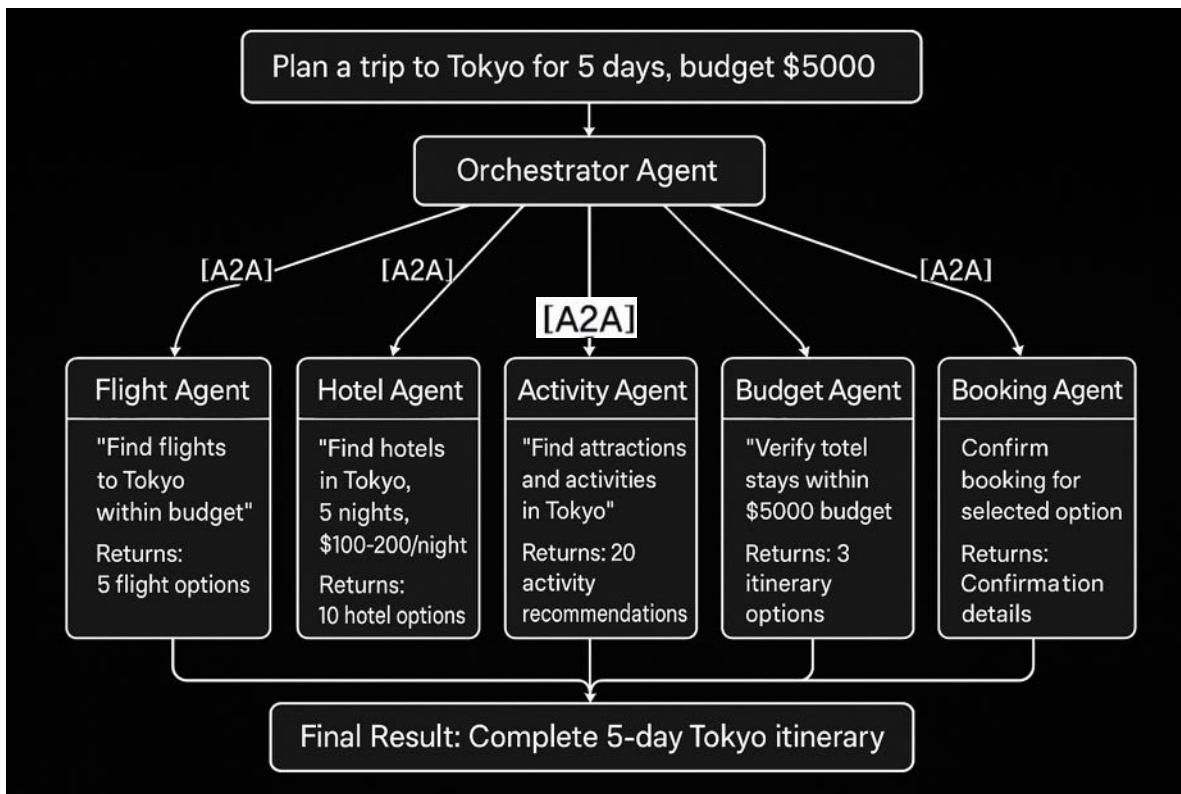 Plan a trip to Tokyo for 5 days, budget $5000
Orchestrator Agent
[A2A]
[A2A]
[A2A]
[A2A]
Flight Agent
"Find flights
to Tokyo
within budget"
Returns:
5 flight options
Hotel Agent
"Find hotels
in Tokyo,
5 nights,
$100-200/night
Returns:
10 hotel options
Activity Agent
"Find attractions
and activities
in Tokyo"
Returns: 20
activity
recommendations
Budget Agent
"Verify totel
stays within
$5000 budget
Returns: 3
itinerary
options
Booking Agent
Confirm
booking for
selected option
Returns:
Confirmation
details
Final Result: Complete 5-day Tokyo itinerary